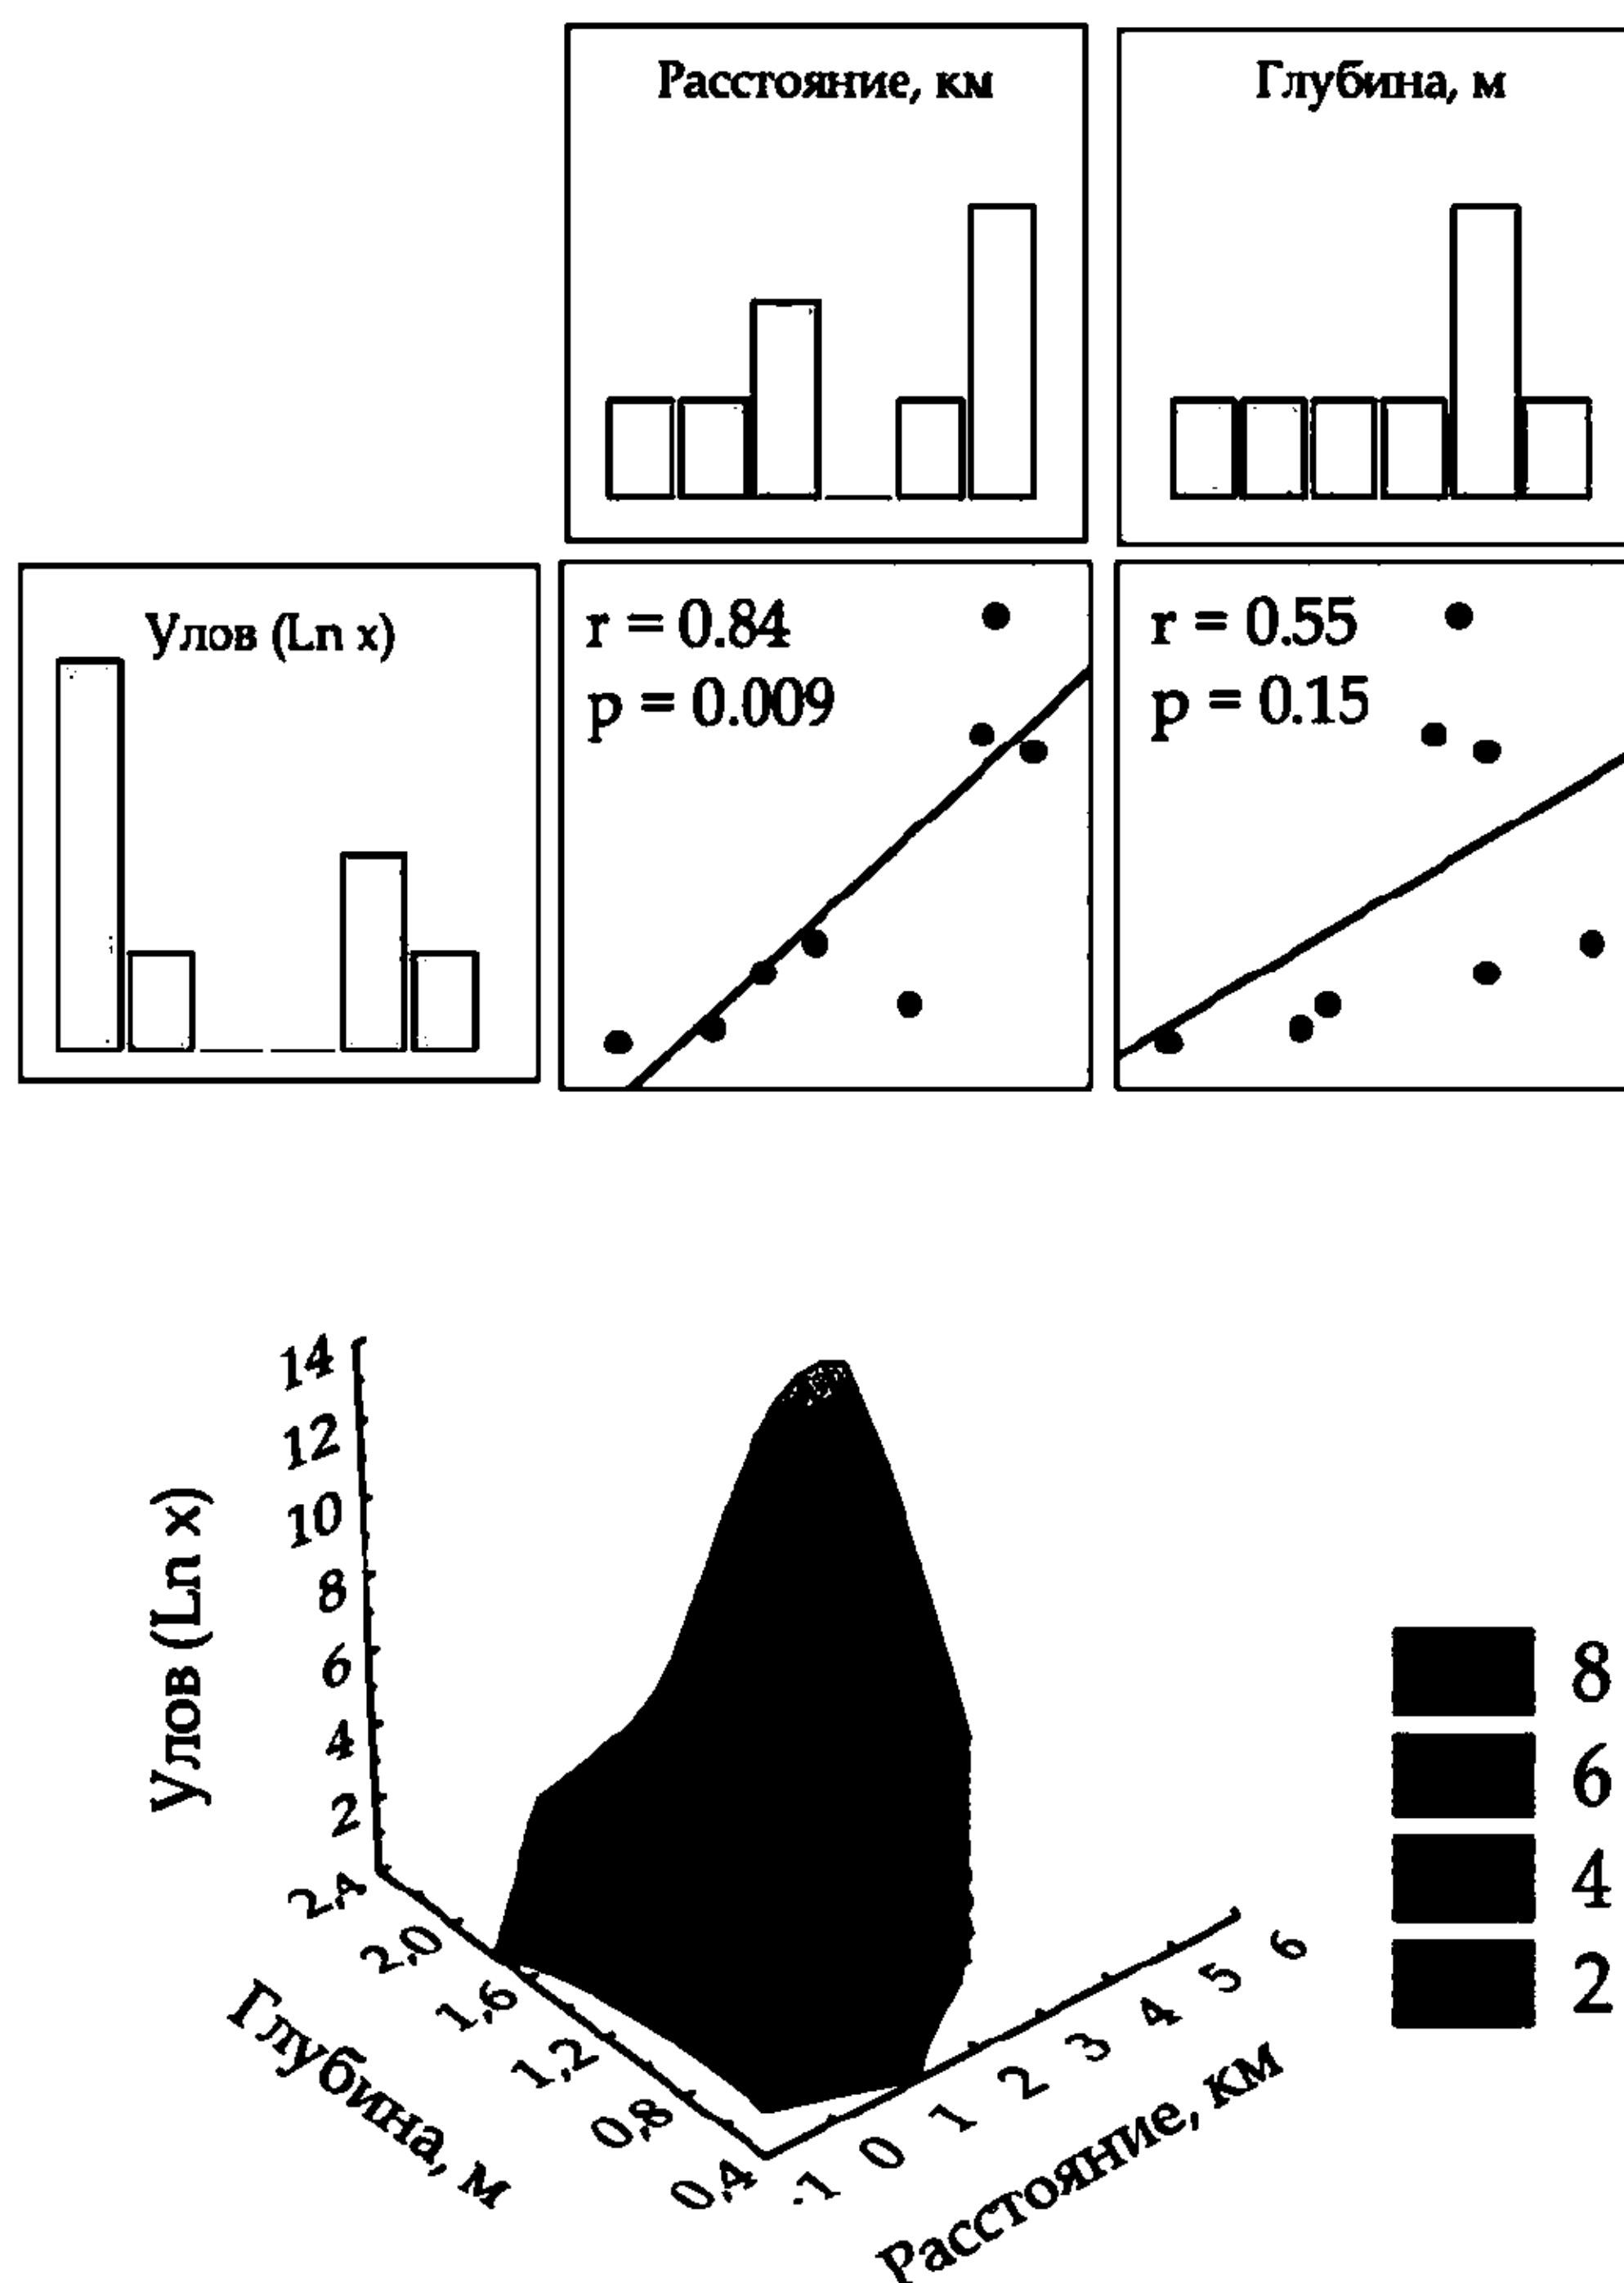 Расстояние, км
Глубина, м
Улов (Ln x)
r = 0.84
p = 0.009
r = 0.55
p = 0.15
Улов (Ln x)
14
12
10
8
6
4
2
2,4
2,0
1,6
1,2
0,8
0,4
Глубина, м
-1
0
1
2
3
4
5
6
Расстояние, км
8
6
4
2